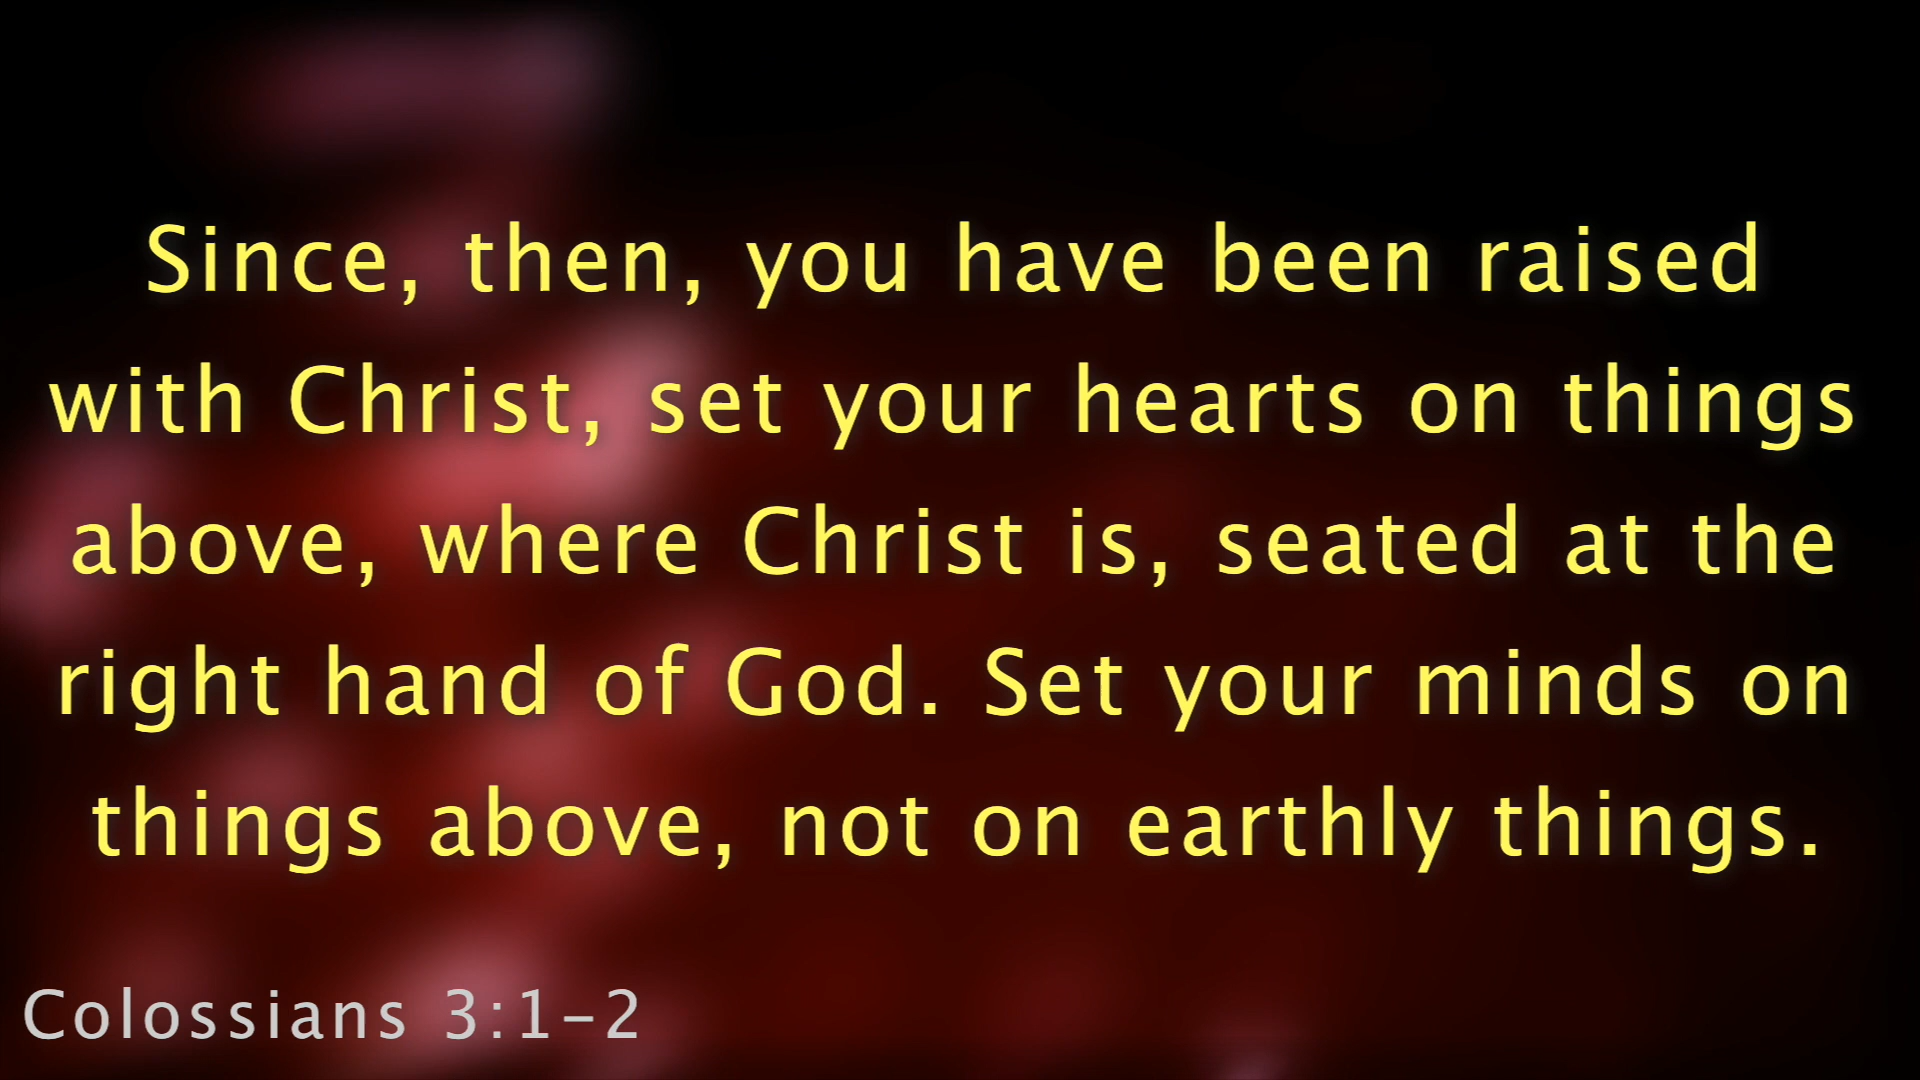 Since, then, you have been raised
with Christ, set your hearts on things
above, where Christ is, seated at the
right hand of God. Set your minds on
things above, not on earthly things.
Colossians 3:1-2